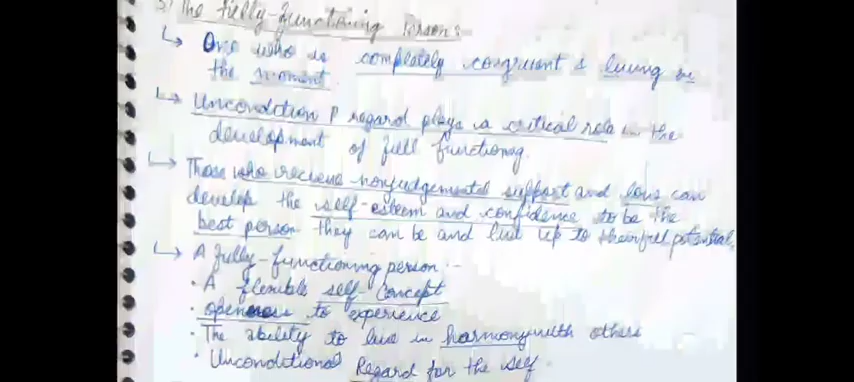 5) The Fully-Functioning Person:-
↳ One who is completely congruent & living in
the moment.
↳ Uncondition P regard plays a critical role in the
development of full functioning.
↳ Those who recieve nonjudgemental support and love can
develop the self-esteem and confidence to be the
best person they can be and live up to their full potential.
↳ A fully-functioning person:-
· A flexible self-concept
· openness to experience
· The ability to live in harmony with others
· Unconditional Regard for the self.